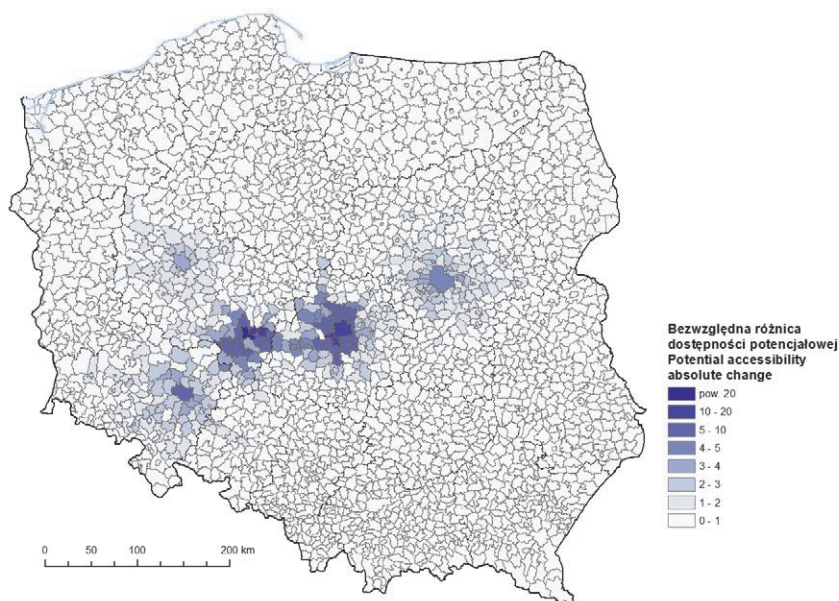 Bezwzględna różnica
dostępności potencjałowej
Potential accessibility
absolute change
pow. 20
10 - 20
5 - 10
4 - 5
3 - 4
2 - 3
1 - 2
0 - 1
0 50 100 200 km